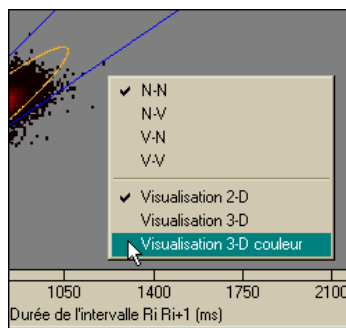 N-N
N-V
V-N
V-V
Visualisation 2-D
Visualisation 3-D
Visualisation 3-D couleur
1050 1400 1750 2100
Durée de l'intervalle Ri Ri+1 (ms)